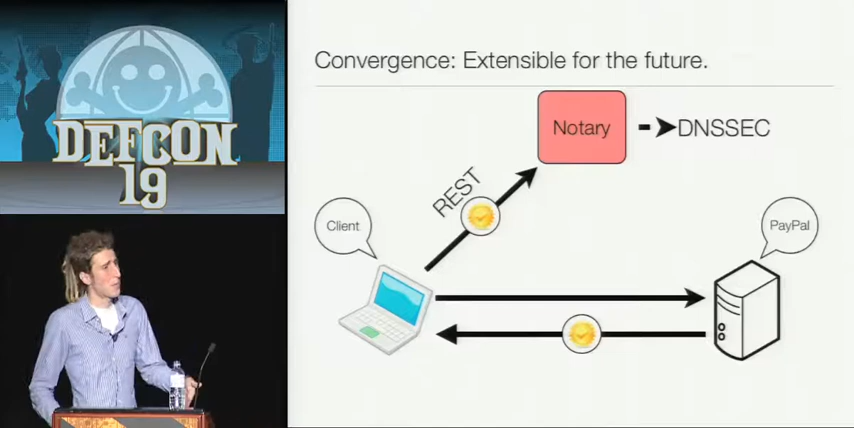 DEFCON
19
Convergence: Extensible for the future.
Notary
DNSSEC
REST
Client
PayPal